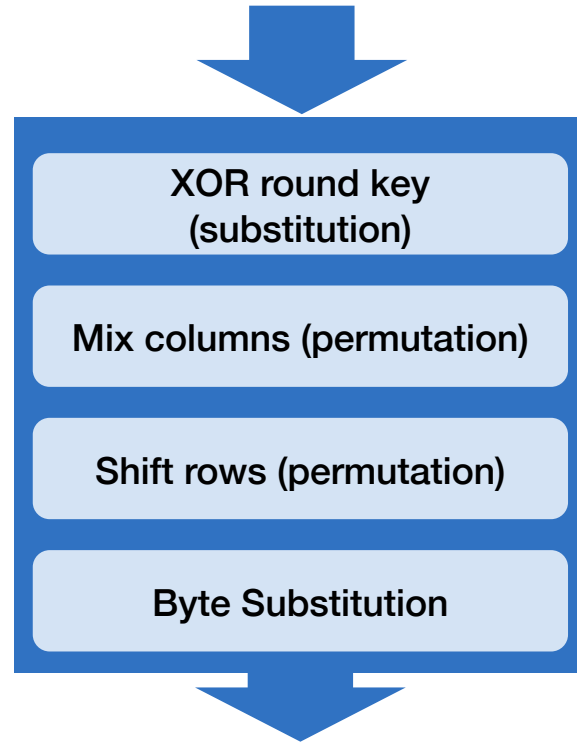 XOR round key
(substitution)
Mix columns (permutation)
Shift rows (permutation)
Byte Substitution